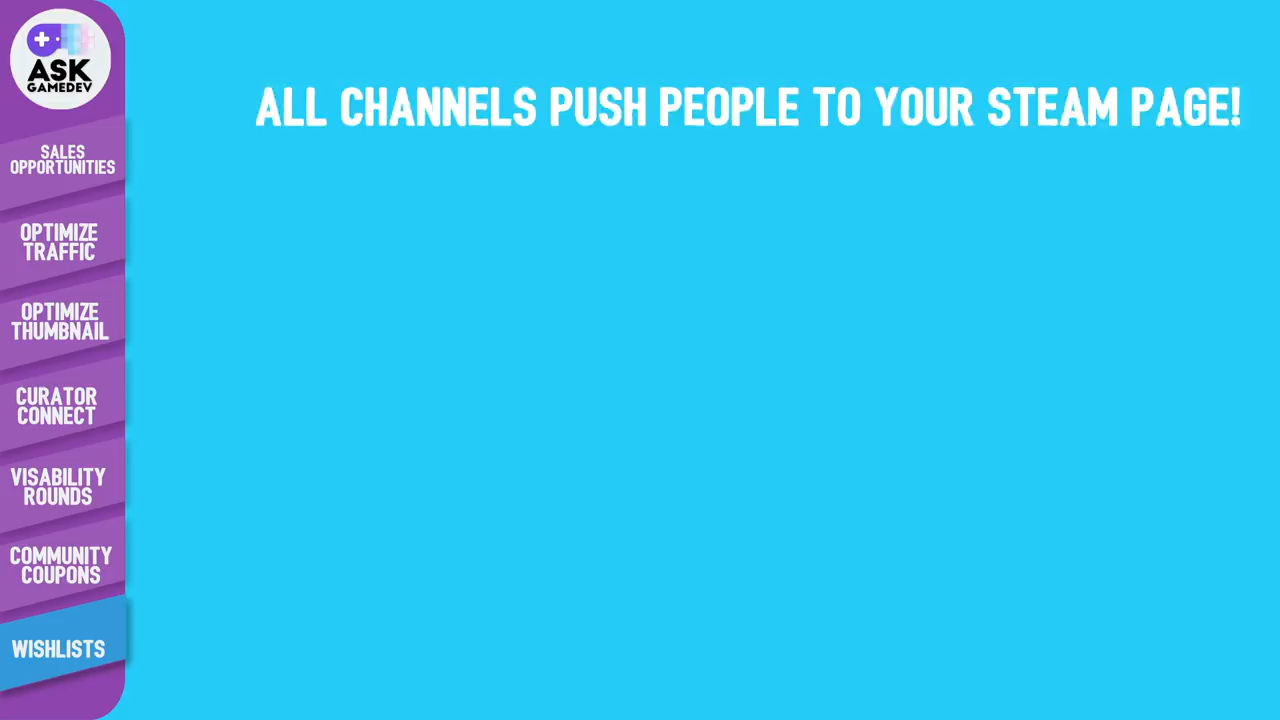 ASK
GAMEDEV
ALL CHANNELS PUSH PEOPLE TO YOUR STEAM PAGE!
SALES
OPPORTUNITIES
OPTIMIZE
TRAFFIC
OPTIMIZE
THUMBNAIL
CURATOR
CONNECT
VISABILITY
ROUNDS
COMMUNITY
COUPONS
WISHLISTS